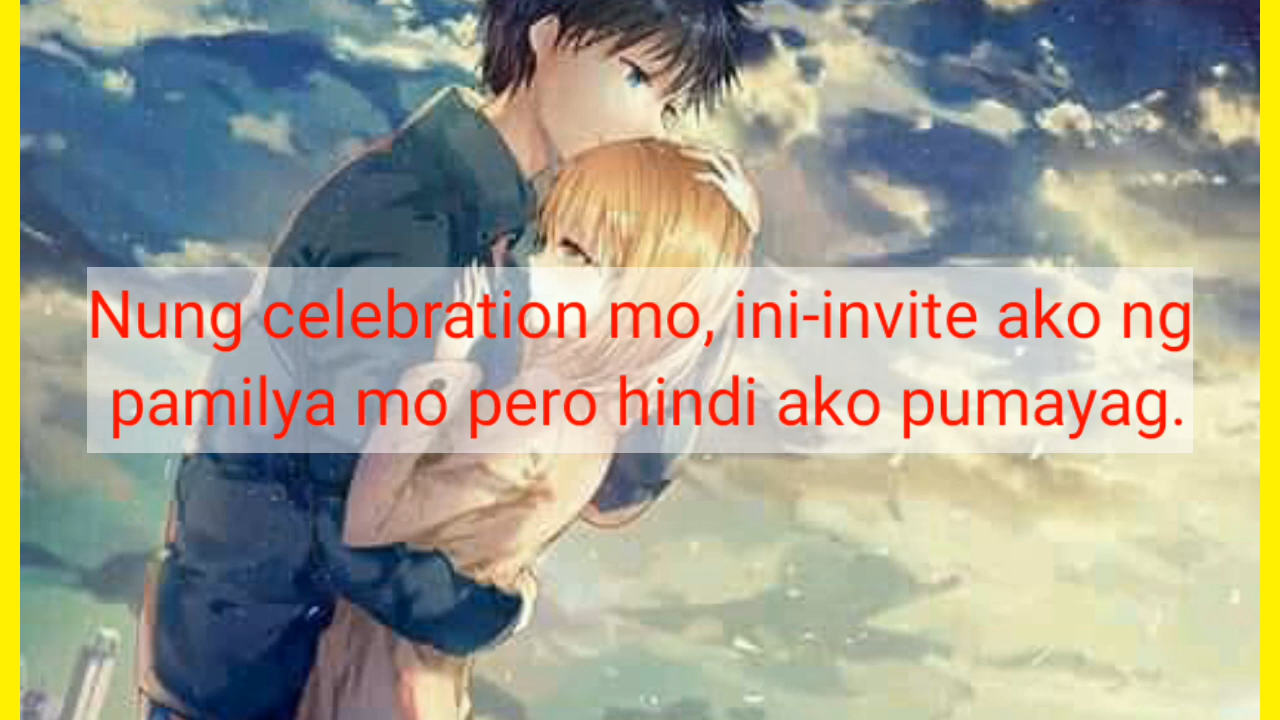 Nung celebration mo, ini-invite ako ng
pamilya mo pero hindi ako pumayag.